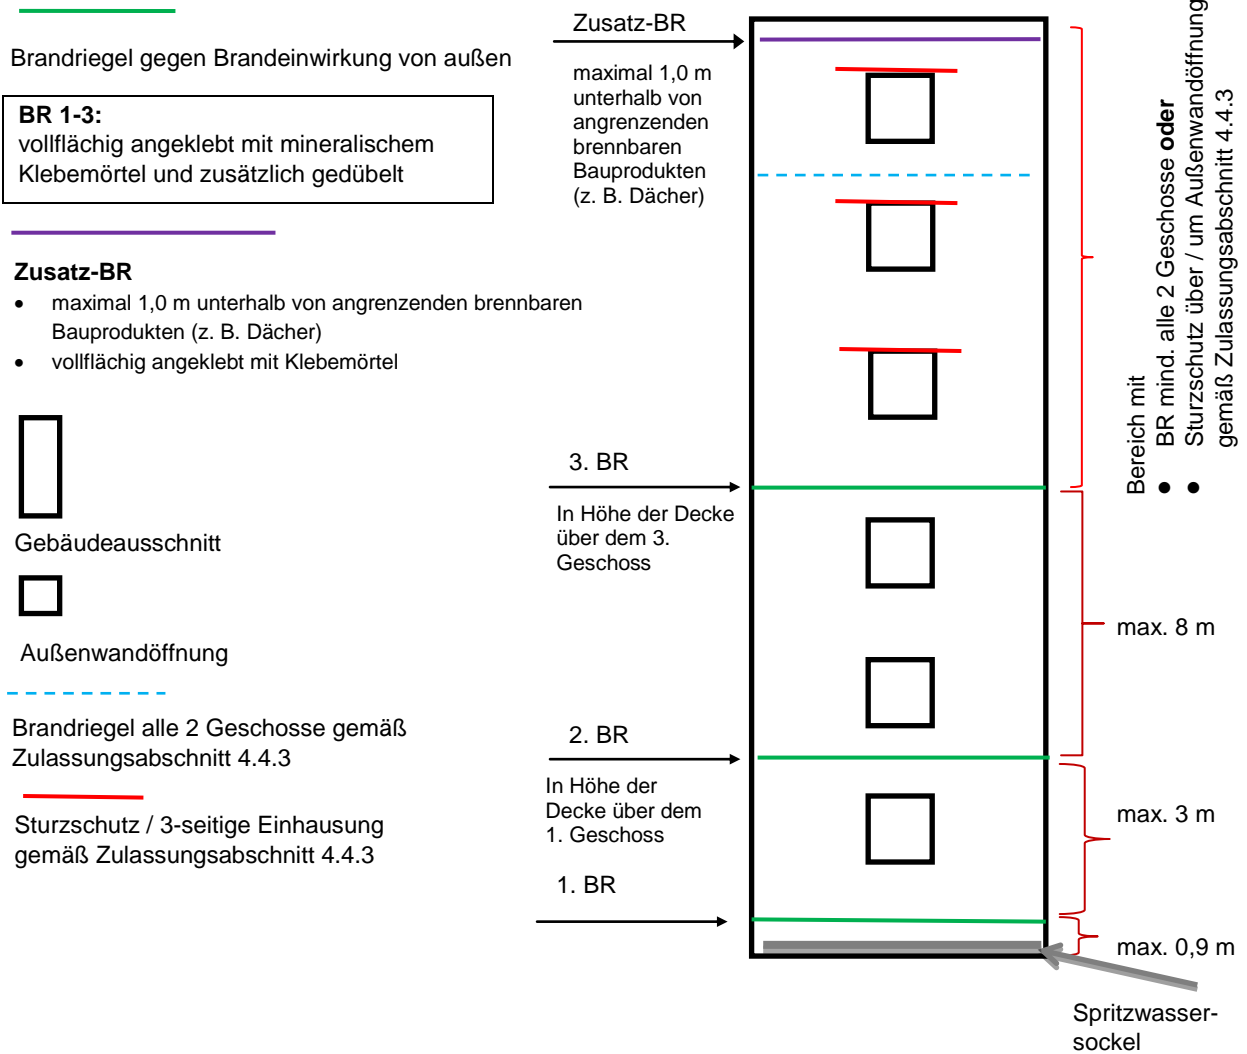 Brandriegel gegen Brandeinwirkung von außen
BR 1-3:
vollflächig angeklebt mit mineralischem
Klebemörtel und zusätzlich gedübelt
Zusatz-BR
• maximal 1,0 m unterhalb von angrenzenden brennbaren
Bauprodukten (z. B. Dächer)
• vollflächig angeklebt mit Klebemörtel
Gebäudeausschnitt
Außenwandöffnung
Brandriegel alle 2 Geschosse gemäß
Zulassungsabschnitt 4.4.3
Sturzschutz / 3-seitige Einhausung
gemäß Zulassungsabschnitt 4.4.3
Zusatz-BR
maximal 1,0 m
unterhalb von
angrenzenden
brennbaren
Bauprodukten
(z. B. Dächer)
3. BR
In Höhe der Decke
über dem 3.
Geschoss
2. BR
In Höhe der
Decke über dem
1. Geschoss
1. BR
Bereich mit
• BR mind. alle 2 Geschosse oder
• Sturzschutz über / um Außenwandöffnung
gemäß Zulassungsabschnitt 4.4.3
max. 8 m
max. 3 m
max. 0,9 m
Spritzwasser-
sockel